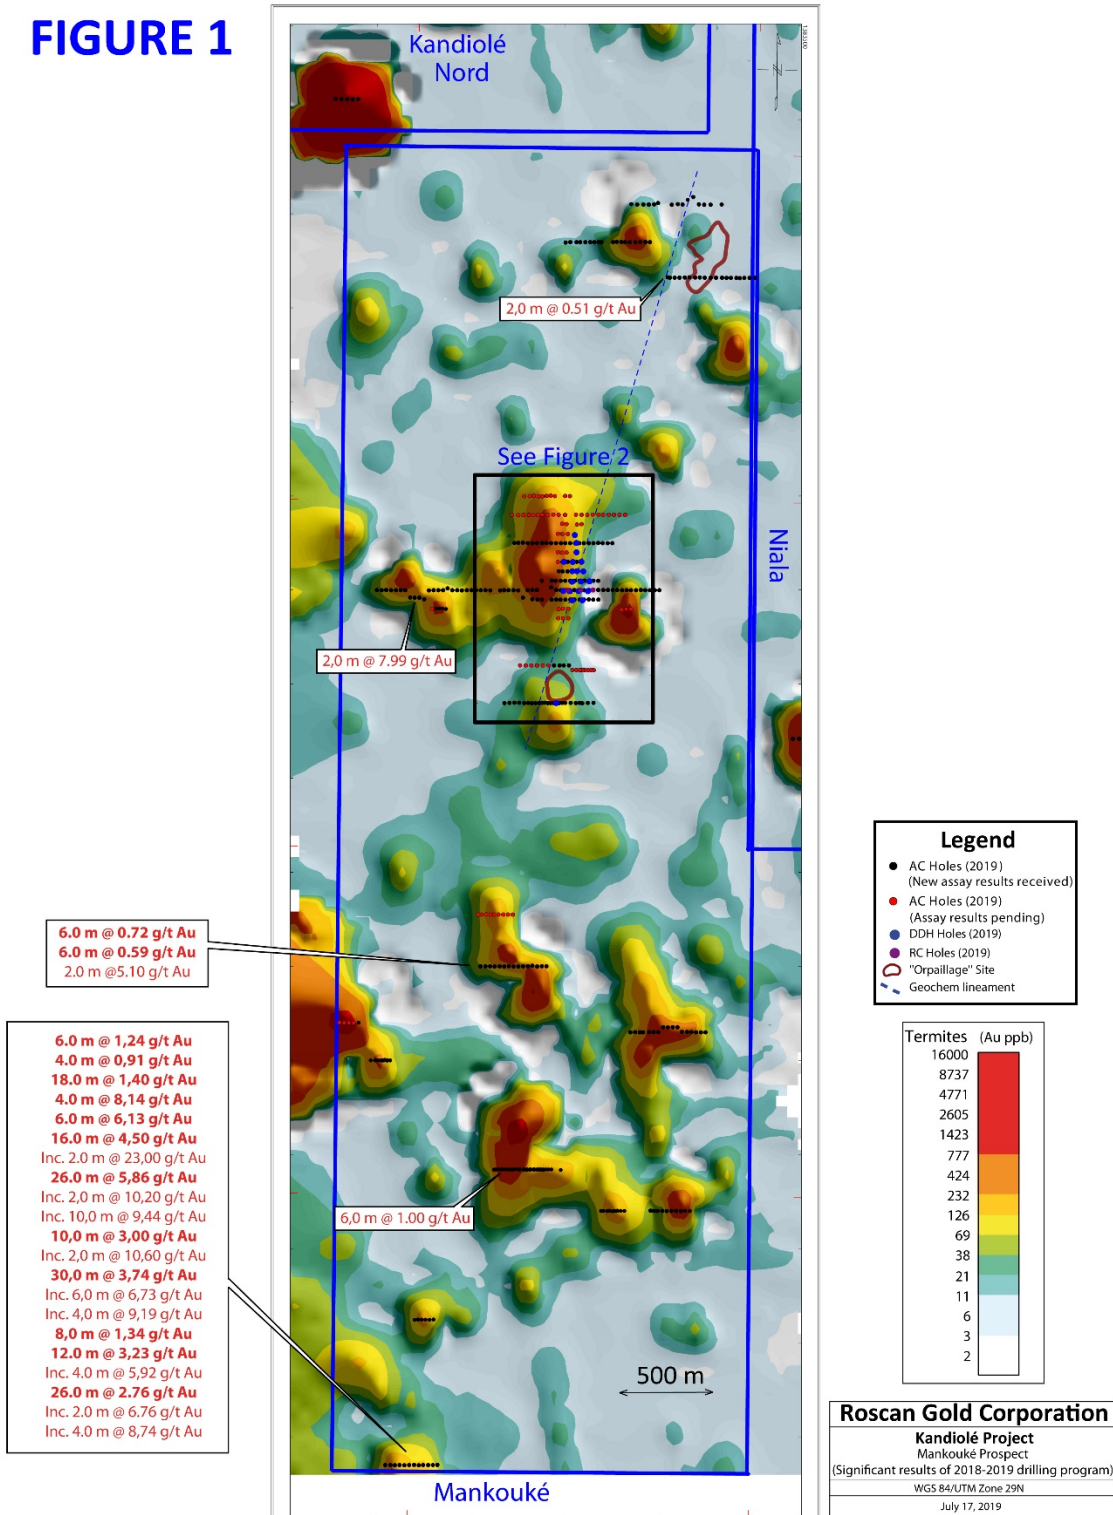 FIGURE 1
Kandiolé
Nord
1383100
2,0 m @ 0.51 g/t Au
See Figure 2
Niala
2,0 m @ 7.99 g/t Au
6.0 m @ 0.72 g/t Au
6.0 m @ 0.59 g/t Au
2.0 m @5.10 g/t Au
6.0 m @ 1,24 g/t Au
4.0 m @ 0,91 g/t Au
18.0 m @ 1,40 g/t Au
4.0 m @ 8,14 g/t Au
6.0 m @ 6,13 g/t Au
16.0 m @ 4,50 g/t Au
Inc. 2.0 m @ 23,00 g/t Au
26.0 m @ 5,86 g/t Au
Inc. 2,0 m @ 10,20 g/t Au
Inc. 10,0 m @ 9,44 g/t Au
10,0 m @ 3,00 g/t Au
Inc. 2,0 m @ 10,60 g/t Au
30,0 m @ 3,74 g/t Au
Inc. 6,0 m @ 6,73 g/t Au
Inc. 4,0 m @ 9,19 g/t Au
8,0 m @ 1,34 g/t Au
12.0 m @ 3,23 g/t Au
Inc. 4.0 m @ 5,92 g/t Au
26.0 m @ 2.76 g/t Au
Inc. 2.0 m @ 6.76 g/t Au
Inc. 4.0 m @ 8,74 g/t Au
6,0 m @ 1.00 g/t Au
500 m
Mankouké
Legend
AC Holes (2019)
(New assay results received)
AC Holes (2019)
(Assay results pending)
DDH Holes (2019)
RC Holes (2019)
"Orpaillage" Site
Geochem lineament
Termites (Au ppb)
16000
8737
4771
2605
1423
777
424
232
126
69
38
21
11
6
3
2
Roscan Gold Corporation
Kandiolé Project
Mankouké Prospect
(Significant results of 2018-2019 drilling program)
WGS 84/UTM Zone 29N
July 17, 2019